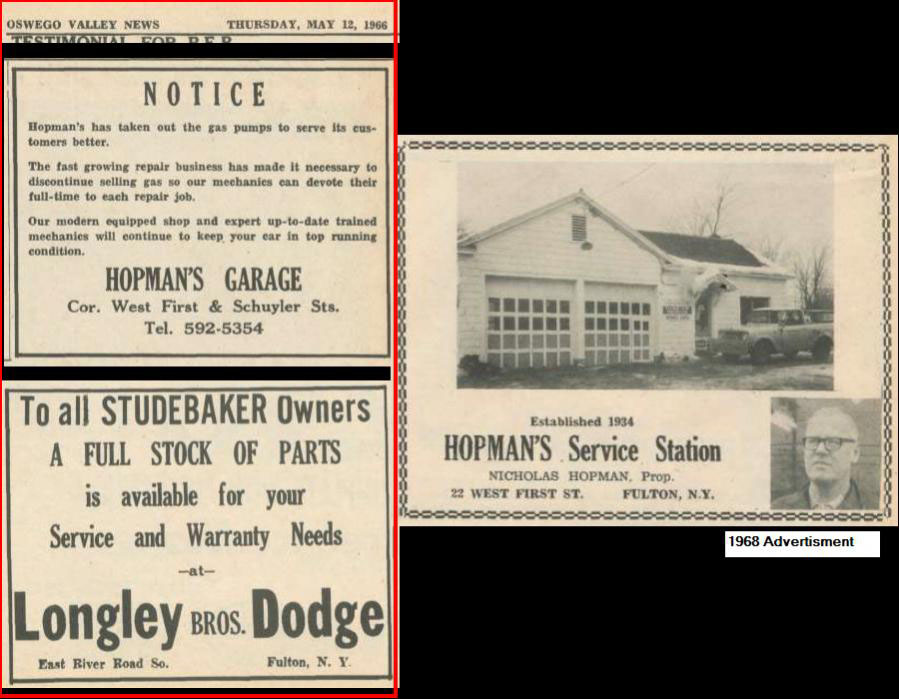 OSWEGO VALLEY NEWS THURSDAY, MAY 12, 1966
TESTIMONIAL FOR R.F.R.
NOTICE
Hopman's has taken out the gas pumps to serve its cus-
tomers better.
The fast growing repair business has made it necessary to
discontinue selling gas so our mechanics can devote their
full-time to each repair job.
Our modern equipped shop and expert up-to-date trained
mechanics will continue to keep your car in top running
condition.
HOPMAN'S GARAGE
Cor. West First & Schuyler Sts.
Tel. 592-5354
To all STUDEBAKER Owners
A FULL STOCK OF PARTS
is available for your
Service and Warranty Needs
—at—
Longley BROS. Dodge
East River Road So. Fulton, N. Y.
Established 1934
HOPMAN'S Service Station
NICHOLAS HOPMAN, Prop.
22 WEST FIRST ST. FULTON, N.Y.
1968 Advertisment